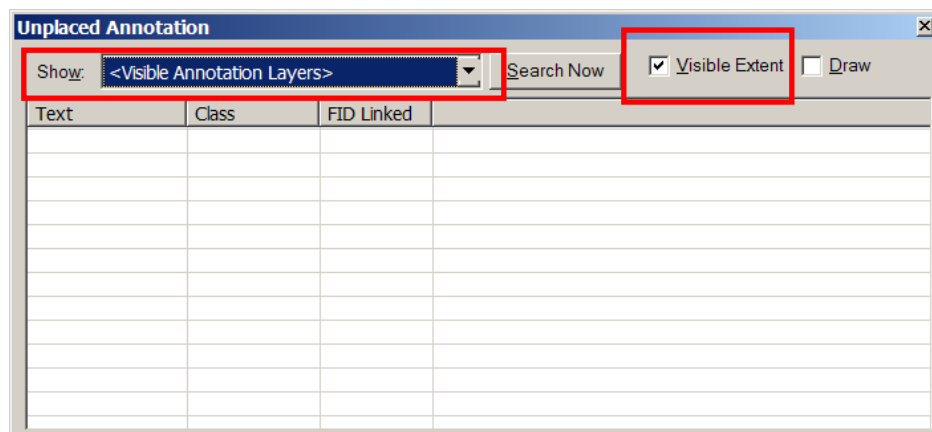 Unplaced Annotation
Show: <Visible Annotation Layers> Search Now Visible Extent Draw
Text Class FID Linked